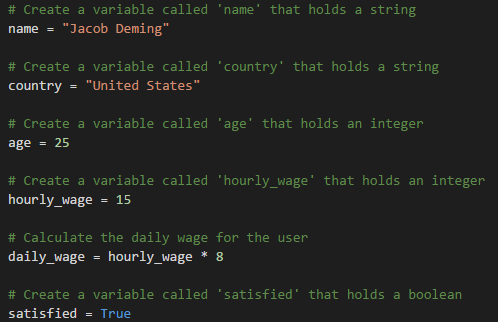 # Create a variable called 'name' that holds a string
name = "Jacob Deming"
# Create a variable called 'country' that holds a string
country = "United States"
# Create a variable called 'age' that holds an integer
age = 25
# Create a variable called 'hourly_wage' that holds an integer
hourly_wage = 15
# Calculate the daily wage for the user
daily_wage = hourly_wage * 8
# Create a variable called 'satisfied' that holds a boolean
satisfied = True